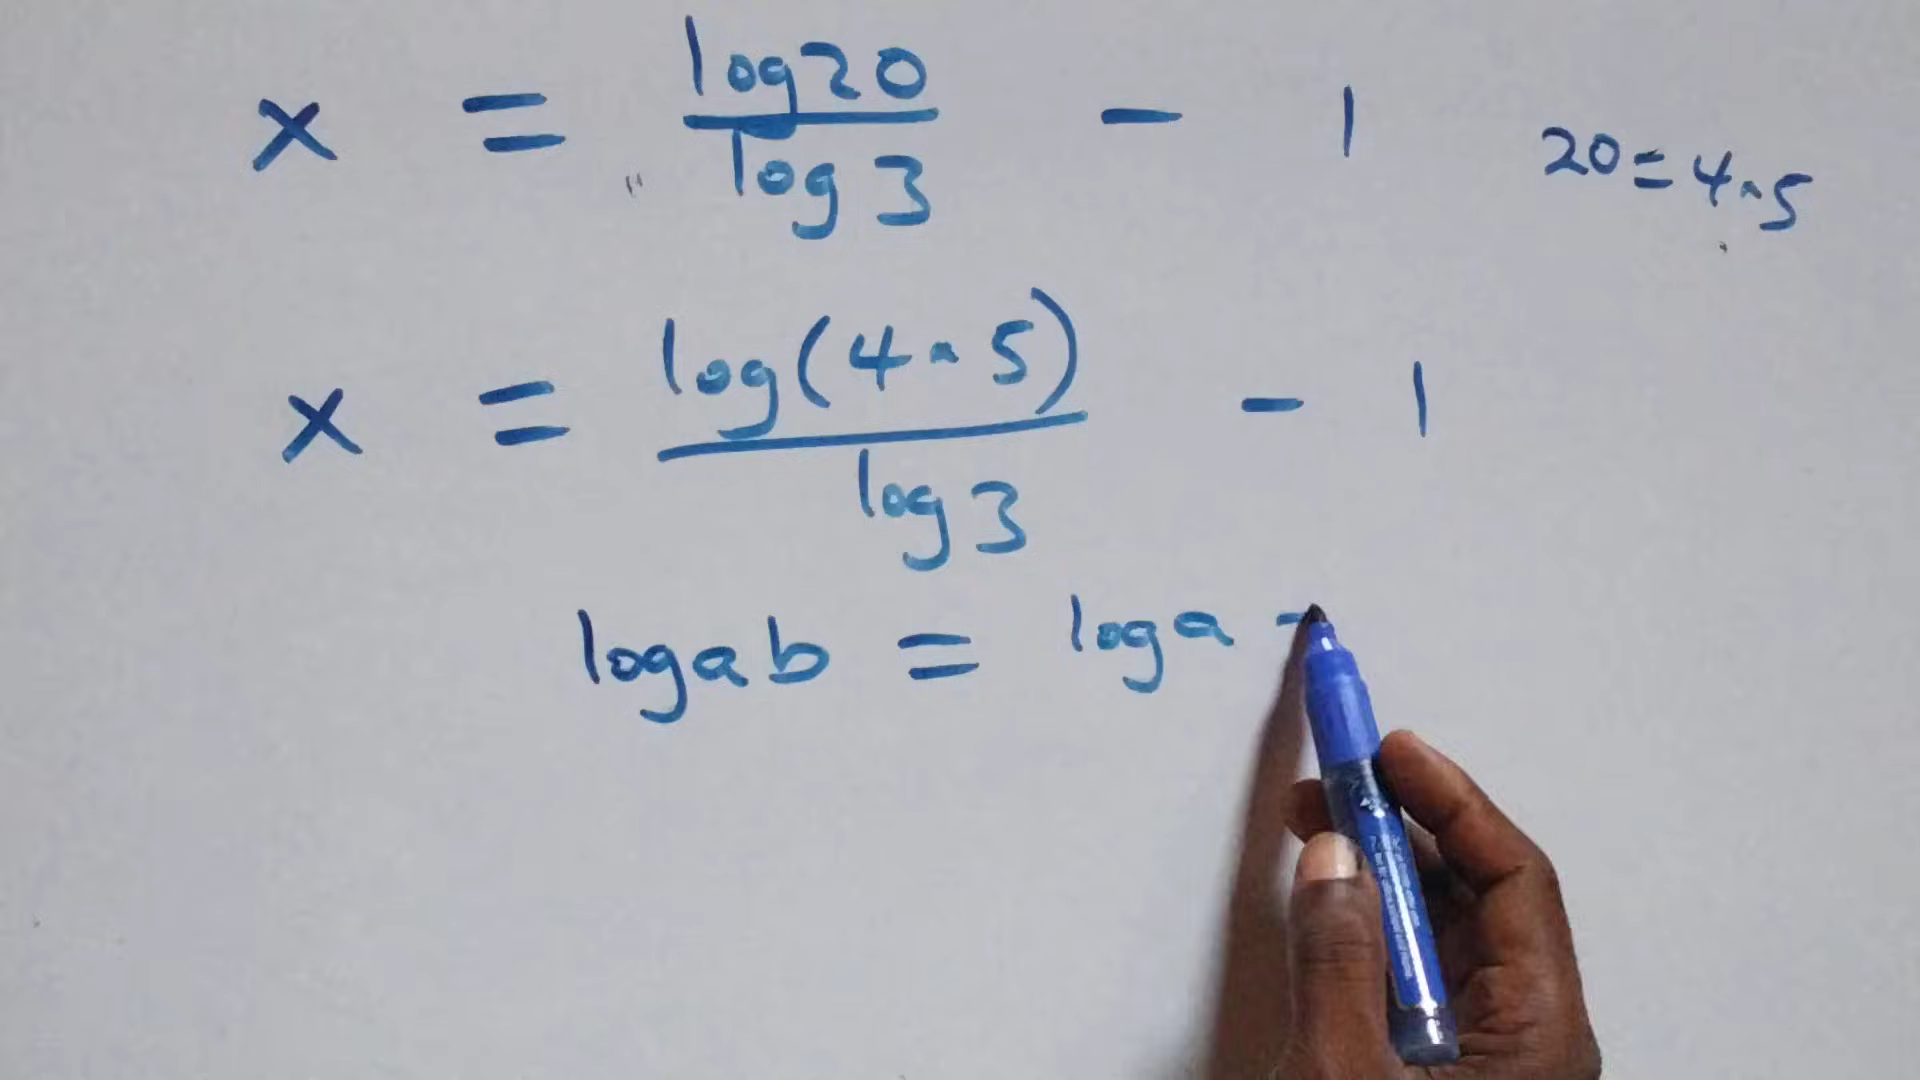 x = log20/log3 - 1
20 = 4·5
x = log(4·5)/log3 - 1
logab = loga -